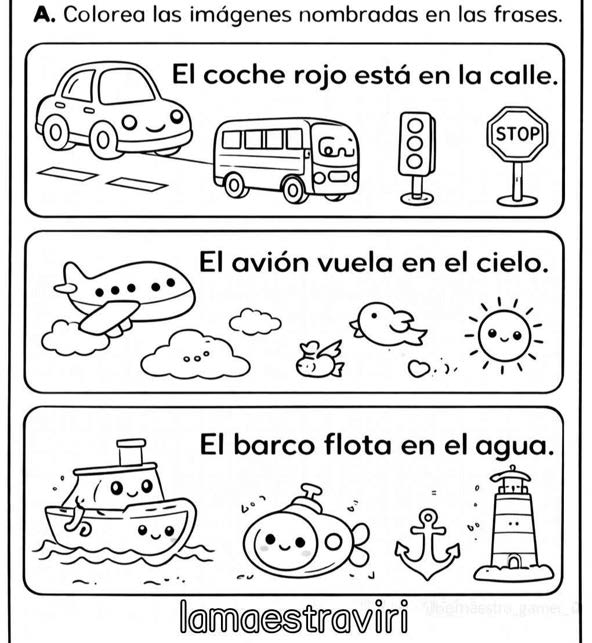 A. Colorea las imágenes nombradas en las frases.
El coche rojo está en la calle.
STOP
El avión vuela en el cielo.
El barco flota en el agua.
lamaestraviri